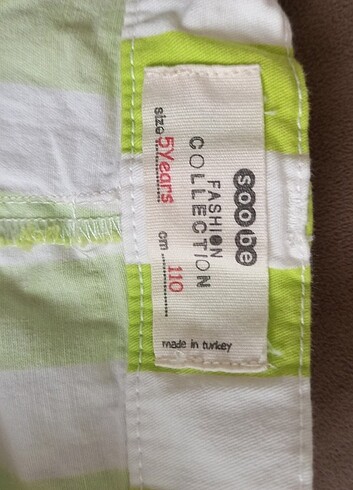 soobe
FASHION
COLLECTION
size 5Years cm 110
made in turkey